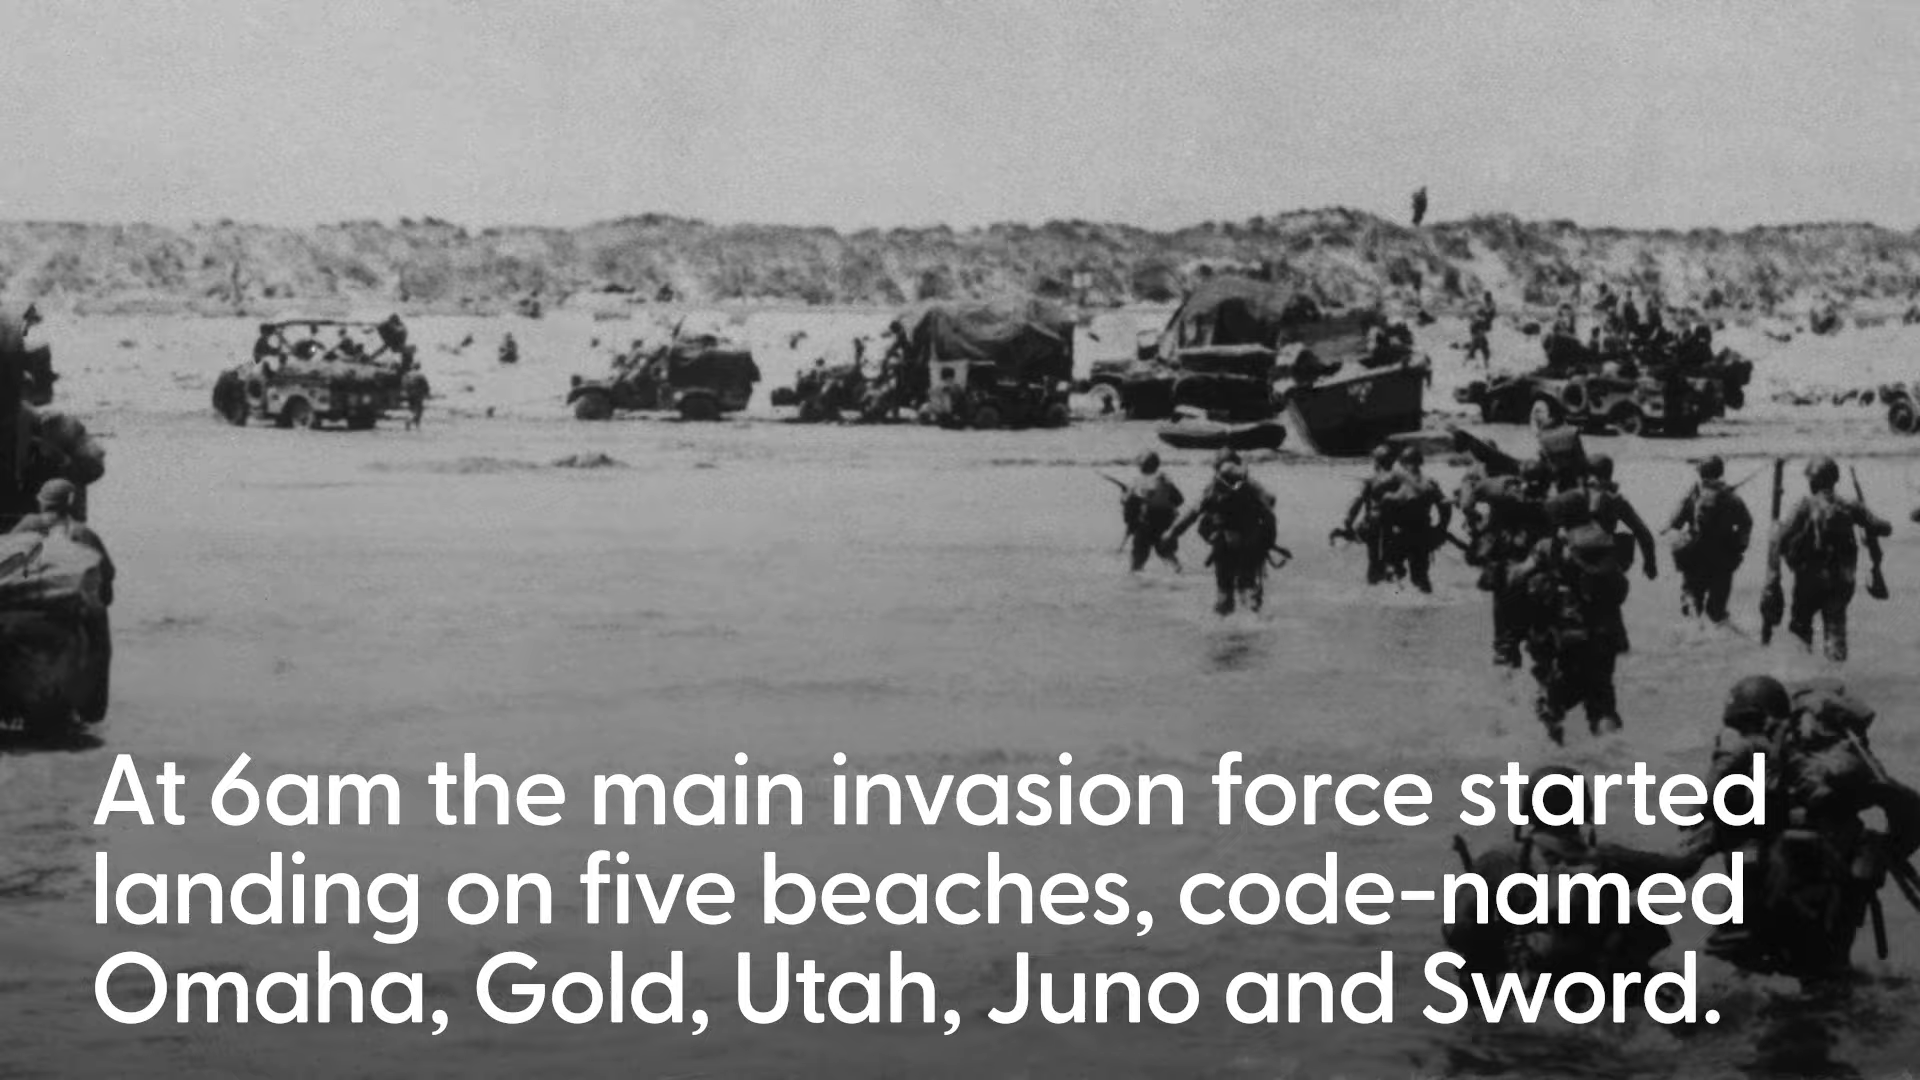 At 6am the main invasion force started
landing on five beaches, code-named
Omaha, Gold, Utah, Juno and Sword.